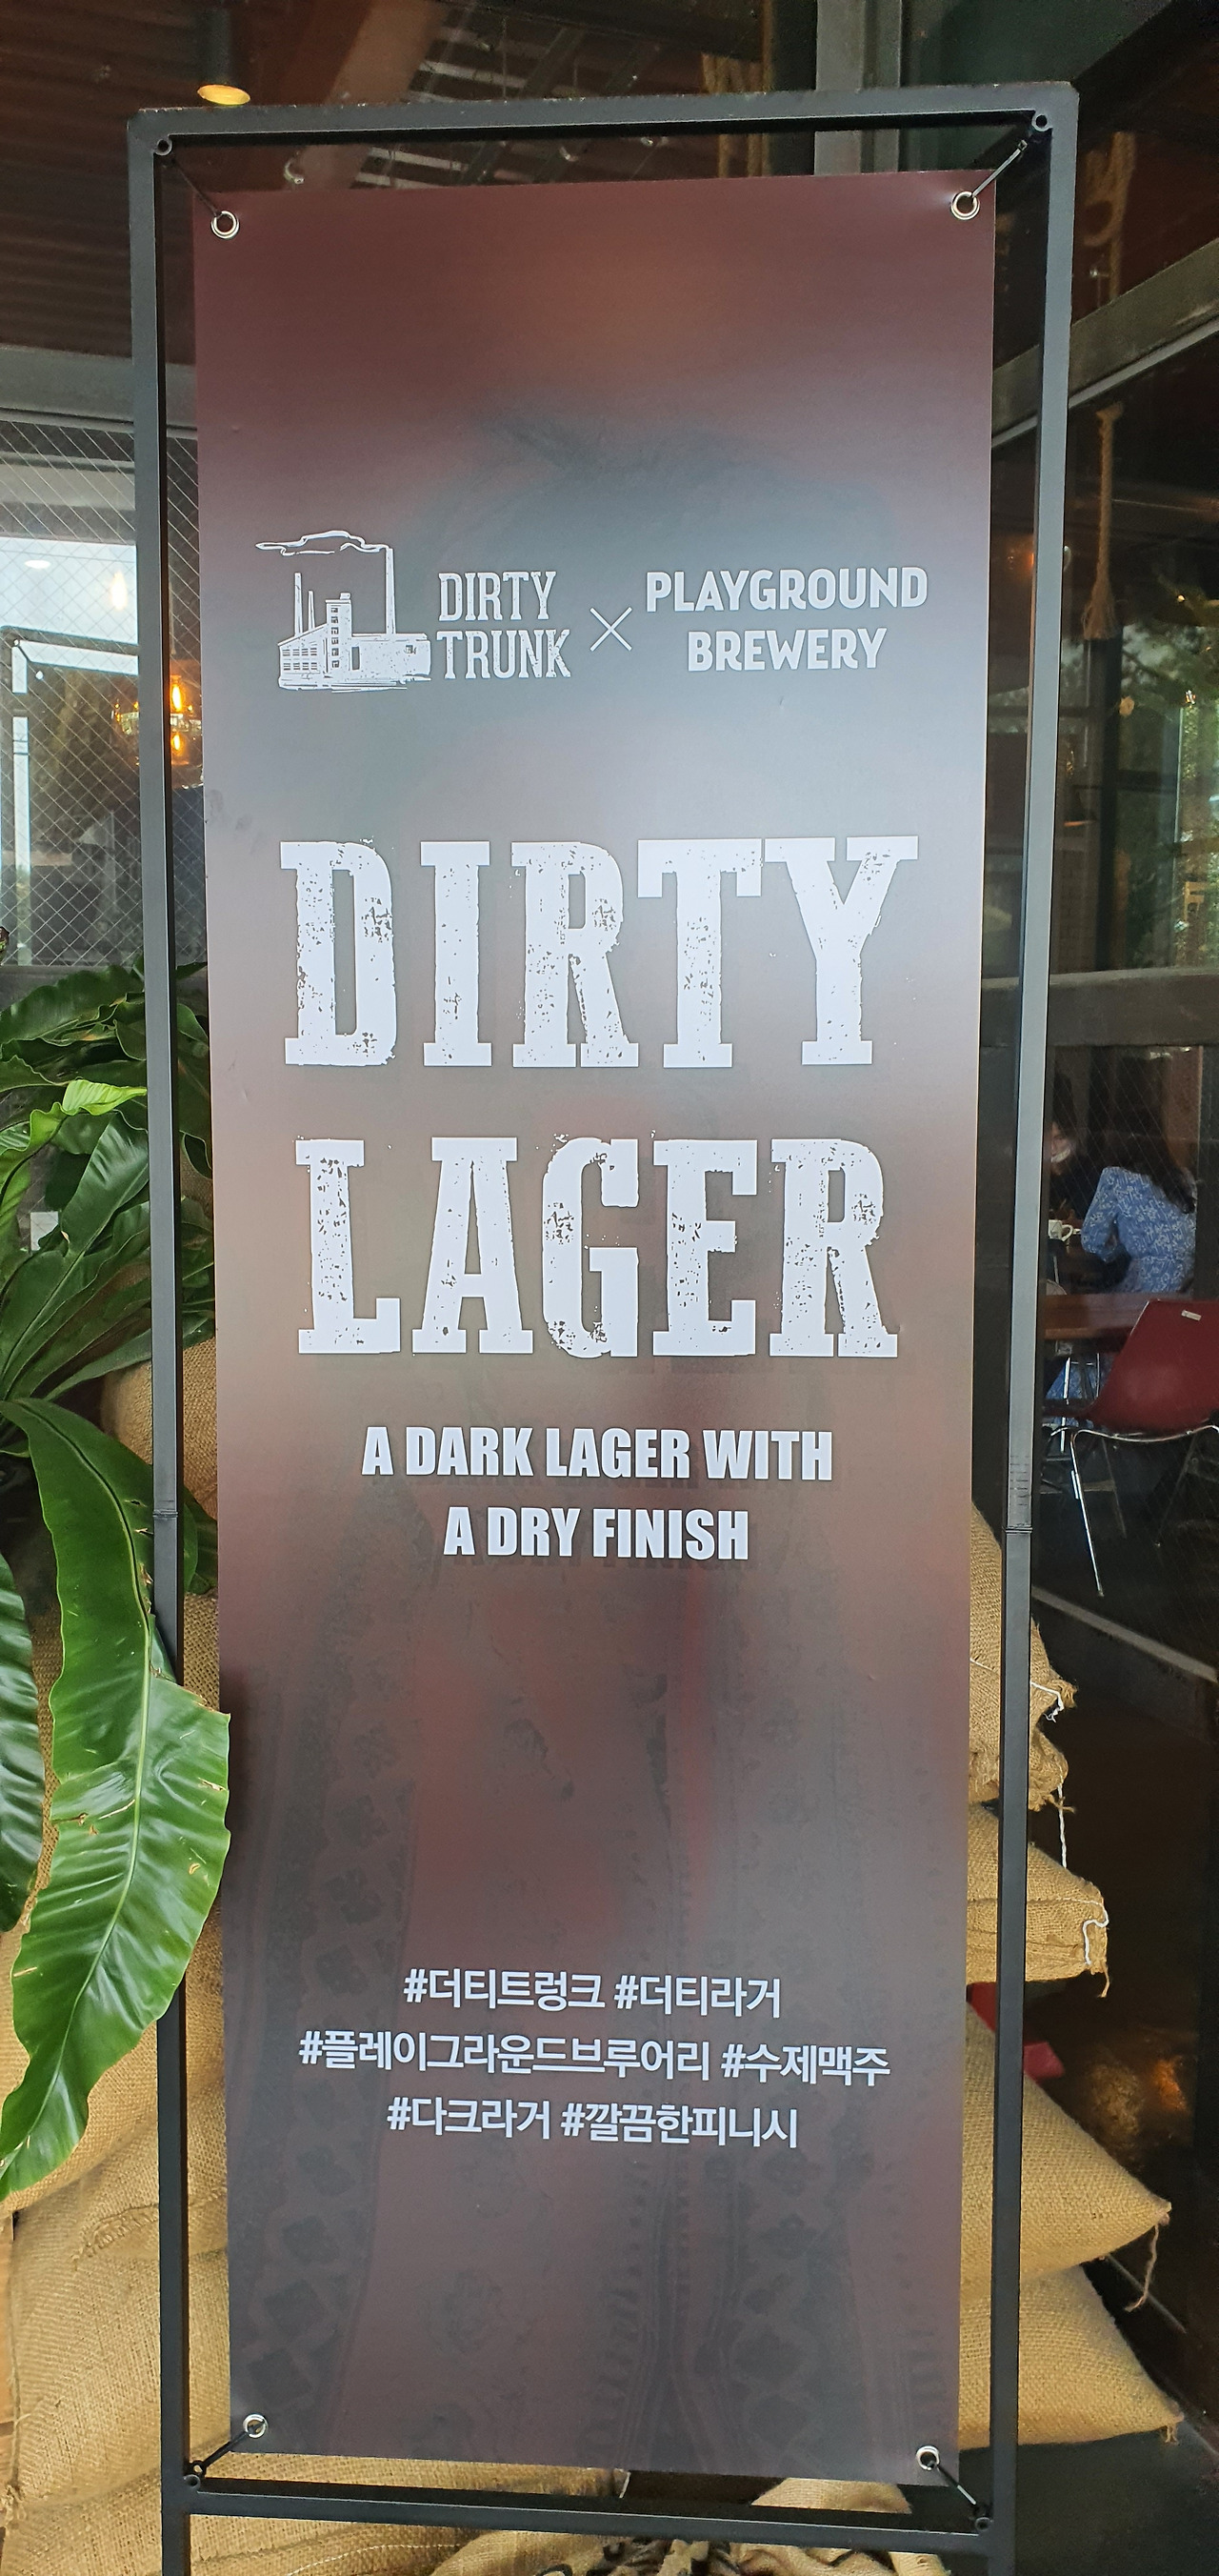 DIRTY
TRUNK
×
PLAYGROUND
BREWERY
DIRTY
LAGER
A DARK LAGER WITH
A DRY FINISH
#더티트렁크 #더티라거
#플레이그라운드브루어리 #수제맥주
#다크라거 #깔끔한피니시